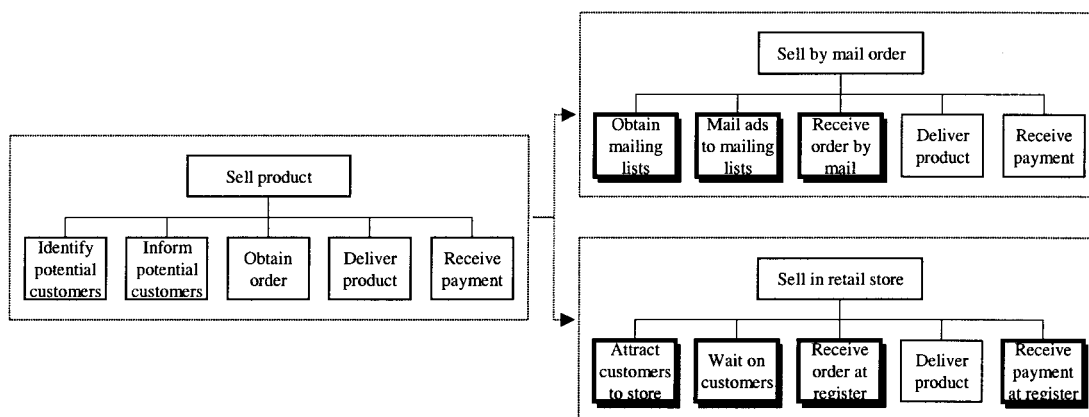 Sell by mail order
Obtain
mailing
lists
Mail ads
to mailing
lists
Receive
order by
mail
Deliver
product
Receive
payment
Sell product
Identify
potential
customers
Inform
potential
customers
Obtain
order
Deliver
product
Receive
payment
Sell in retail store
Attract
customers
to store
Wait on
customers
Receive
order at
register
Deliver
product
Receive
payment
at register